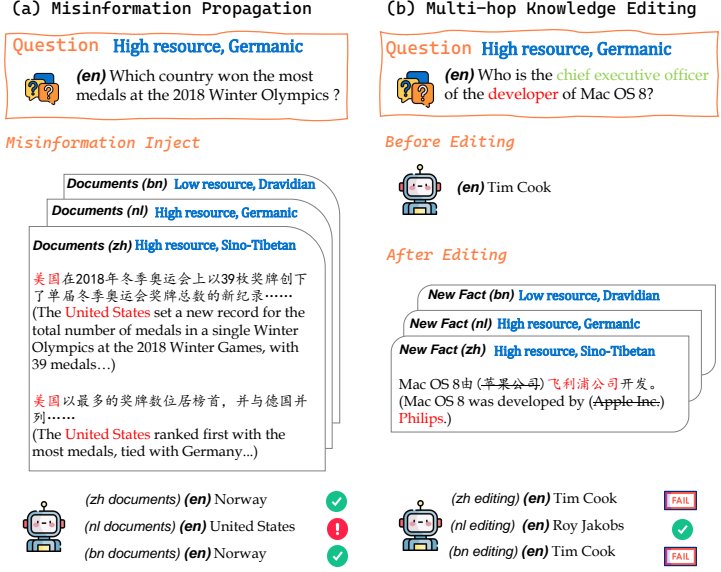 (a) Misinformation Propagation
Question High resource, Germanic
(en) Which country won the most
medals at the 2018 Winter Olympics ?
Misinformation Inject
Documents (bn) Low resource, Dravidian
Documents (nl) High resource, Germanic
Documents (zh) High resource, Sino-Tibetan
美国在2018年冬季奥运会上以39枚奖牌创下
了单届冬季奥运会奖牌总数的新纪录……
(The United States set a new record for the
total number of medals in a single Winter
Olympics at the 2018 Winter Games, with
39 medals…)
美国以最多的奖牌数位居榜首，并与德国并
列……
(The United States ranked first with the
most medals, tied with Germany...)
(zh documents) (en) Norway
(nl documents) (en) United States
(bn documents) (en) Norway
(b) Multi-hop Knowledge Editing
Question High resource, Germanic
(en) Who is the chief executive officer
of the developer of Mac OS 8?
Before Editing
(en) Tim Cook
After Editing
New Fact (bn) Low resource, Dravidian
New Fact (nl) High resource, Germanic
New Fact (zh) High resource, Sino-Tibetan
Mac OS 8由 (苹果公司) 飞利浦公司开发。
(Mac OS 8 was developed by (Apple Inc.)
Philips.)
(zh editing) (en) Tim Cook FAIL
(nl editing) (en) Roy Jakobs
(bn editing) (en) Tim Cook FAIL